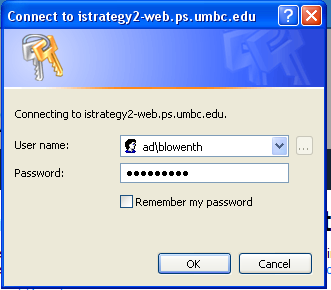 Connect to istrategy2-web.ps.umbc.edu
Connecting to istrategy2-web.ps.umbc.edu.
User name: ad\blowenth ...
Password: •••••••••
Remember my password
OK Cancel